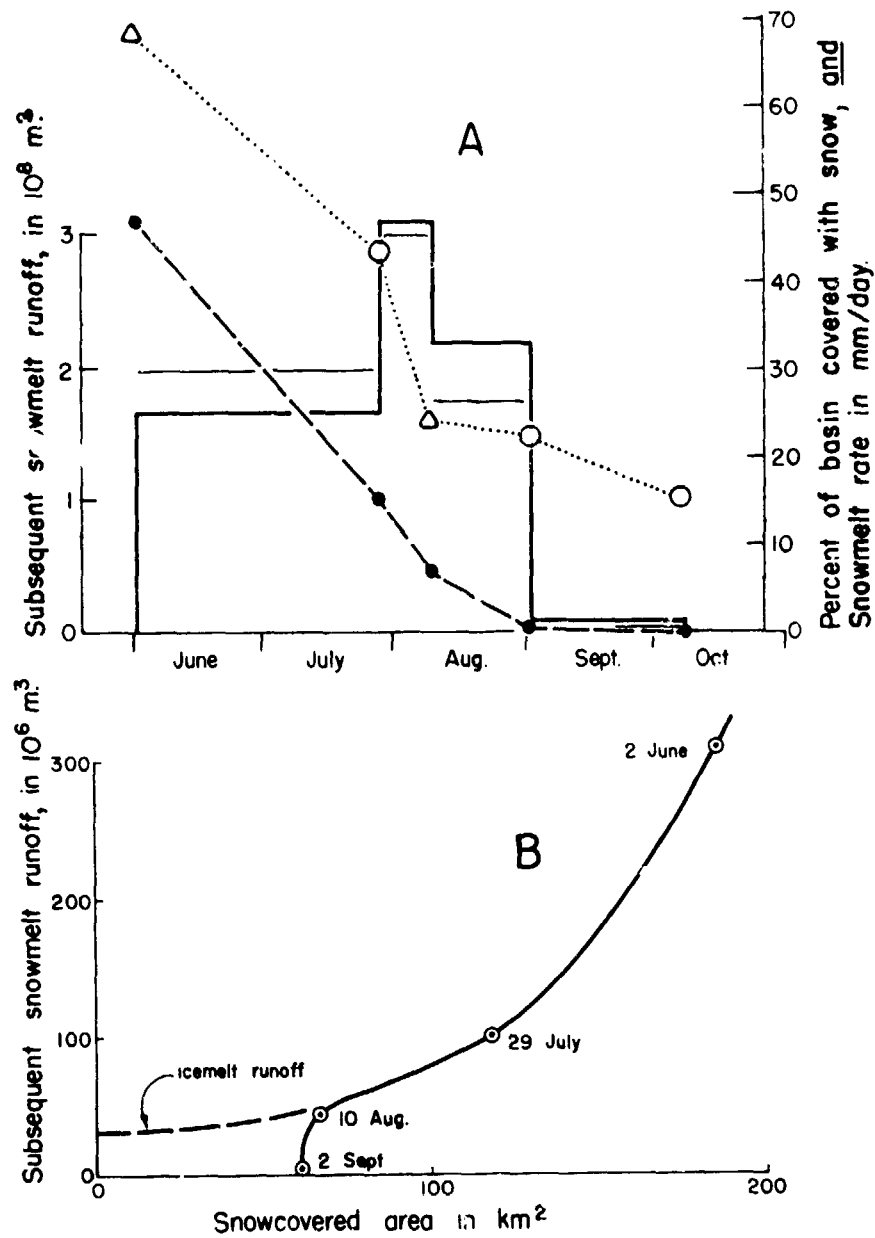 Subsequent sr wmelt runoff, in 10⁸ m³
3
2
1
0
A
70
60
50
40
30
20
10
0
Percent of basin covered with snow, and
Snowmelt rate in mm/day.
June July Aug. Sept. Oct
Subsequent snowmelt runoff, in 10⁶ m³
300
200
100
0
B
2 June
29 July
icemelt runoff
10 Aug.
2 Sept
0 100 200
Snowcovered area in km²